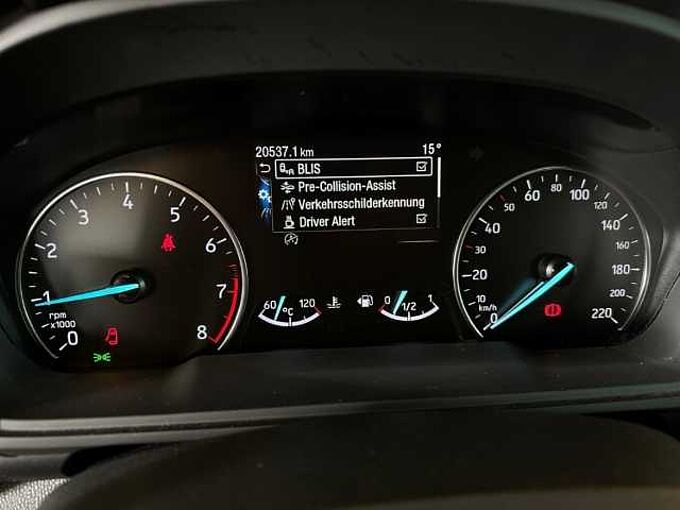 20537.1 km 15°
BLIS
Pre-Collision-Assist
Verkehrsschilderkennung
Driver Alert
0
1
2
3
4
5
6
7
8
rpm
x1000
60 120
°C
0 1/2 1
0
10
20
30
40
50
60
80
100
120
140
160
180
200
220
km/h